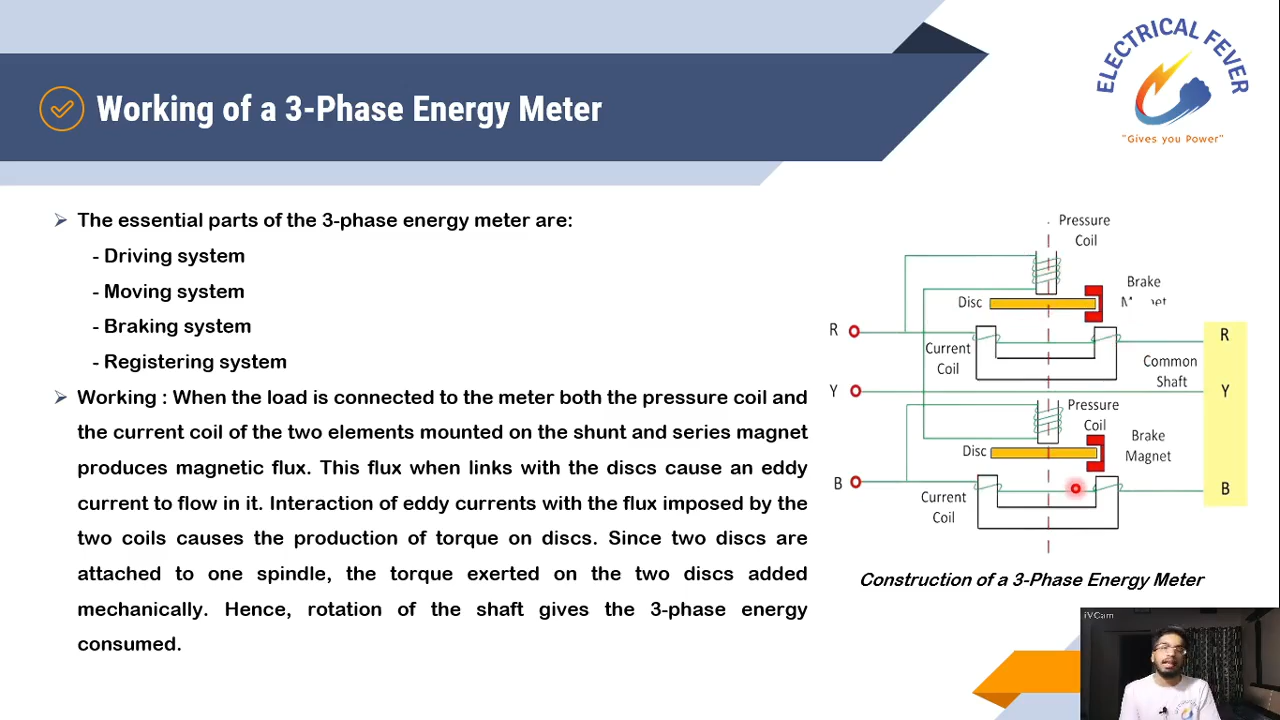 ELECTRICAL FEVER
"Gives you Power"
Working of a 3-Phase Energy Meter
The essential parts of the 3-phase energy meter are:
- Driving system
- Moving system
- Braking system
- Registering system
Working : When the load is connected to the meter both the pressure coil and
the current coil of the two elements mounted on the shunt and series magnet
produces magnetic flux. This flux when links with the discs cause an eddy
current to flow in it. Interaction of eddy currents with the flux imposed by the
two coils causes the production of torque on discs. Since two discs are
attached to one spindle, the torque exerted on the two discs added
mechanically. Hence, rotation of the shaft gives the 3-phase energy
consumed.
Pressure
Coil
Brake
Disc
R
R
Current
Coil
Common
Shaft
Y
Y
Pressure
Coil
Brake
Magnet
Disc
B
B
Current
Coil
Construction of a 3-Phase Energy Meter
iVCam